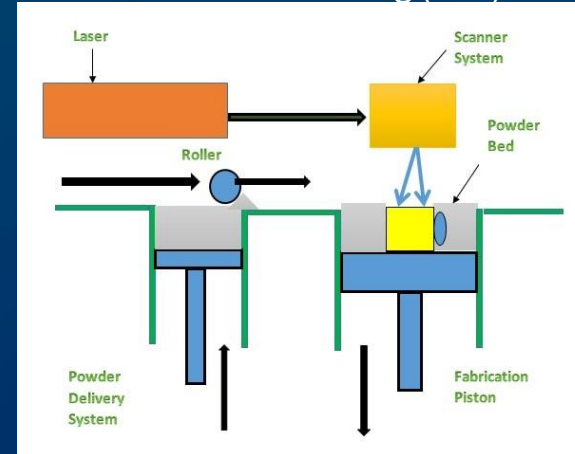 Laser
Scanner
System
Powder
Bed
Roller
Powder
Delivery
System
Fabrication
Piston